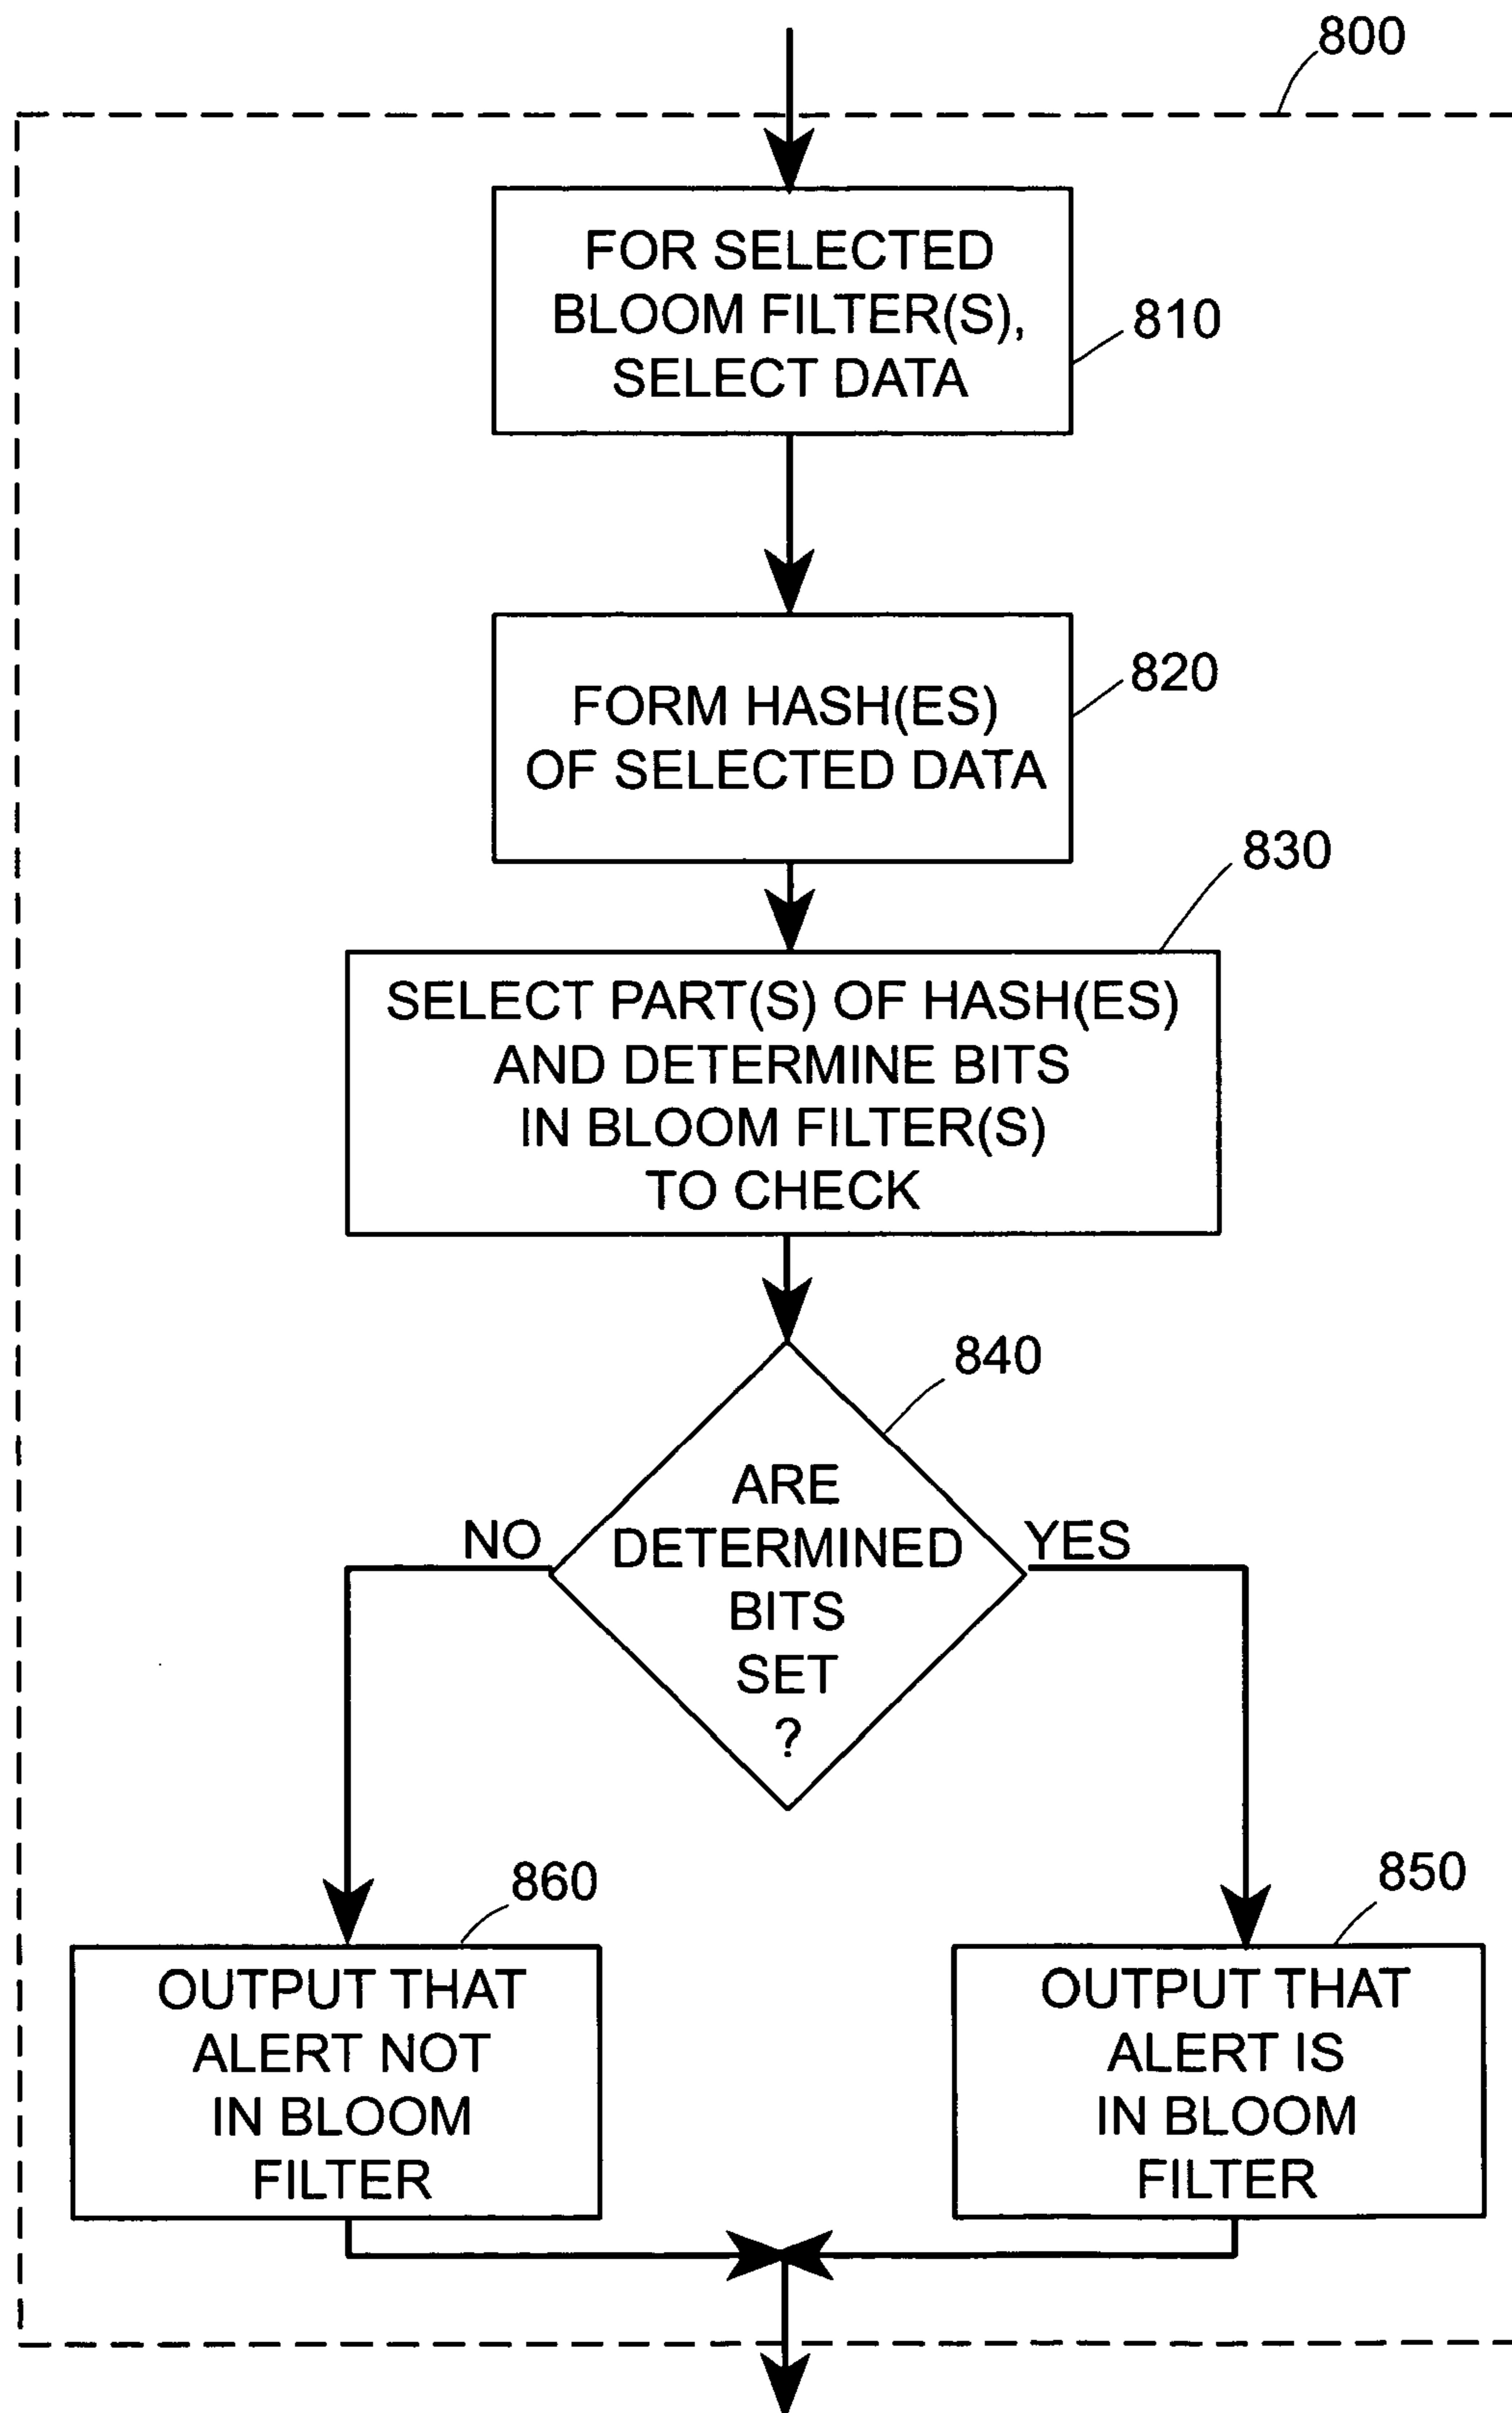 800
FOR SELECTED
BLOOM FILTER(S),
SELECT DATA
810
FORM HASH(ES)
OF SELECTED DATA
820
830
SELECT PART(S) OF HASH(ES)
AND DETERMINE BITS
IN BLOOM FILTER(S)
TO CHECK
840
ARE
DETERMINED
BITS
SET
?
NO
YES
860
OUTPUT THAT
ALERT NOT
IN BLOOM
FILTER
850
OUTPUT THAT
ALERT IS
IN BLOOM
FILTER